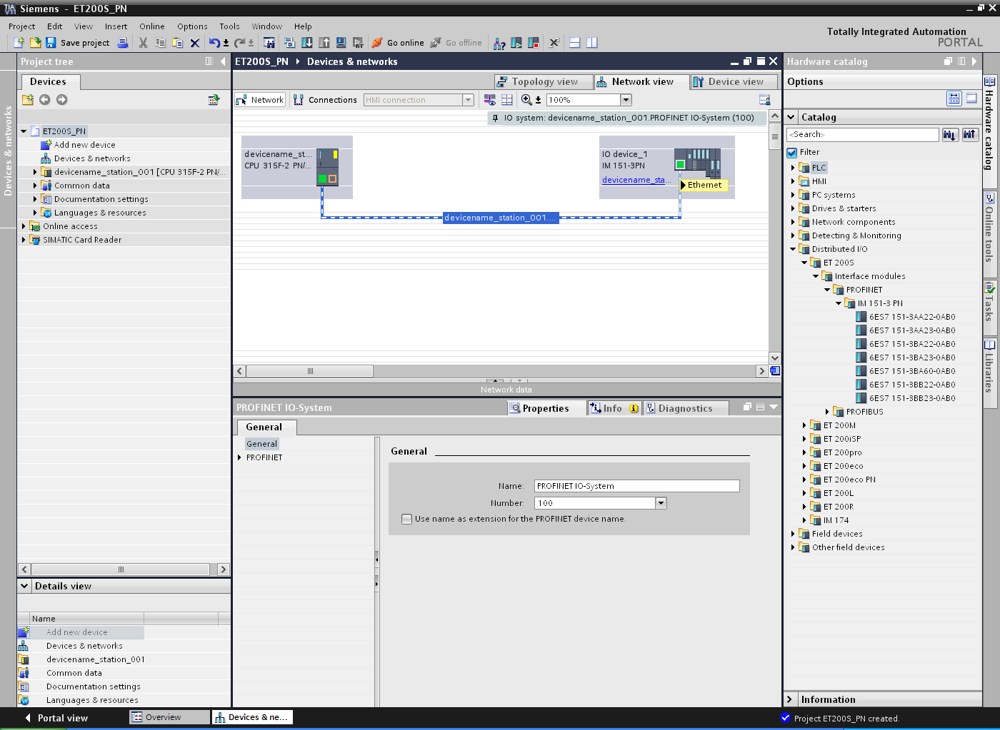 Siemens - ET200S_PN
Project Edit View Insert Online Options Tools Window Help
Save project
Go online
Go offline
Totally Integrated Automation
PORTAL
Project tree
Devices
Devices & networks
ET200S_PN
Add new device
Devices & networks
devicename_station_001 [CPU 315F-2 PN/...
Common data
Documentation settings
Languages & resources
Online access
SIMATIC Card Reader
Details view
Name
Add new device
Devices & networks
devicename_station_001
Common data
Documentation settings
Languages & resources
ET200S_PN
Devices & networks
Topology view
Network view
Device view
Network
Connections
HMI connection
100%
IO system: devicename_station_001.PROFINET IO-System (100)
devicename_st...
CPU 315F-2 PN/...
IO device_1
IM 151-3PN
devicename_sta...
Ethernet
devicename_station_001....
Network data
PROFINET IO-System
Properties
Info
Diagnostics
General
General
PROFINET
General
Name: PROFINET IO-System
Number: 100
Use name as extension for the PROFINET device name.
Hardware catalog
Options
Catalog
<Search>
Filter
PLC
HMI
PC systems
Drives & starters
Network components
Detecting & Monitoring
Distributed I/O
ET 200S
Interface modules
PROFINET
IM 151-3 PN
6ES7 151-3AA22-0AB0
6ES7 151-3AA23-0AB0
6ES7 151-3BA22-0AB0
6ES7 151-3BA23-0AB0
6ES7 151-3BA60-0AB0
6ES7 151-3BB22-0AB0
6ES7 151-3BB23-0AB0
PROFIBUS
ET 200M
ET 200iSP
ET 200pro
ET 200eco
ET 200eco PN
ET 200L
ET 200R
IM 174
Field devices
Other field devices
Information
Hardware catalog
Online tools
Tasks
Libraries
Portal view
Overview
Devices & ne...
Project ET200S_PN created.